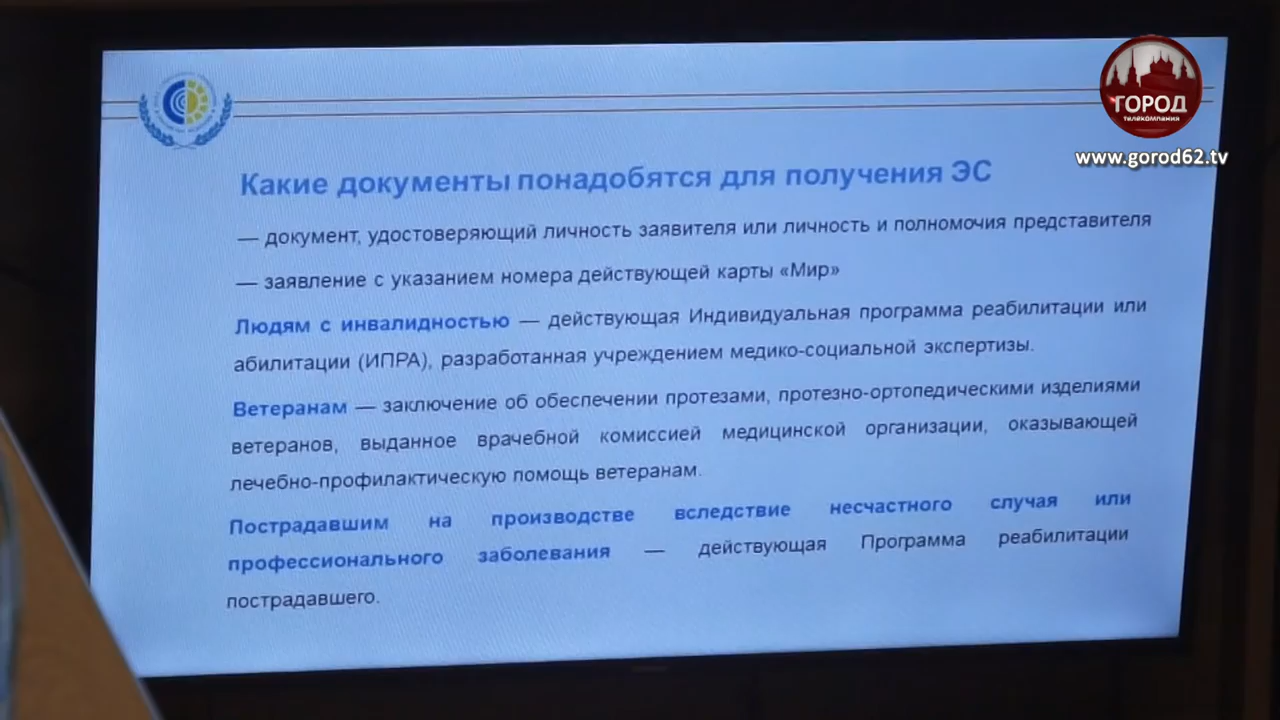 ГОРОД
телекомпания
www.gorod62.tv
Какие документы понадобятся для получения ЭС
— документ, удостоверяющий личность заявителя или личность и полномочия представителя
— заявление с указанием номера действующей карты «Мир»
Людям с инвалидностью — действующая Индивидуальная программа реабилитации или
абилитации (ИПРА), разработанная учреждением медико-социальной экспертизы.
Ветеранам — заключение об обеспечении протезами, протезно-ортопедическими изделиями
ветеранов, выданное врачебной комиссией медицинской организации, оказывающей
лечебно-профилактическую помощь ветеранам.
Пострадавшим на производстве вследствие несчастного случая или
профессионального заболевания — действующая Программа реабилитации
пострадавшего.